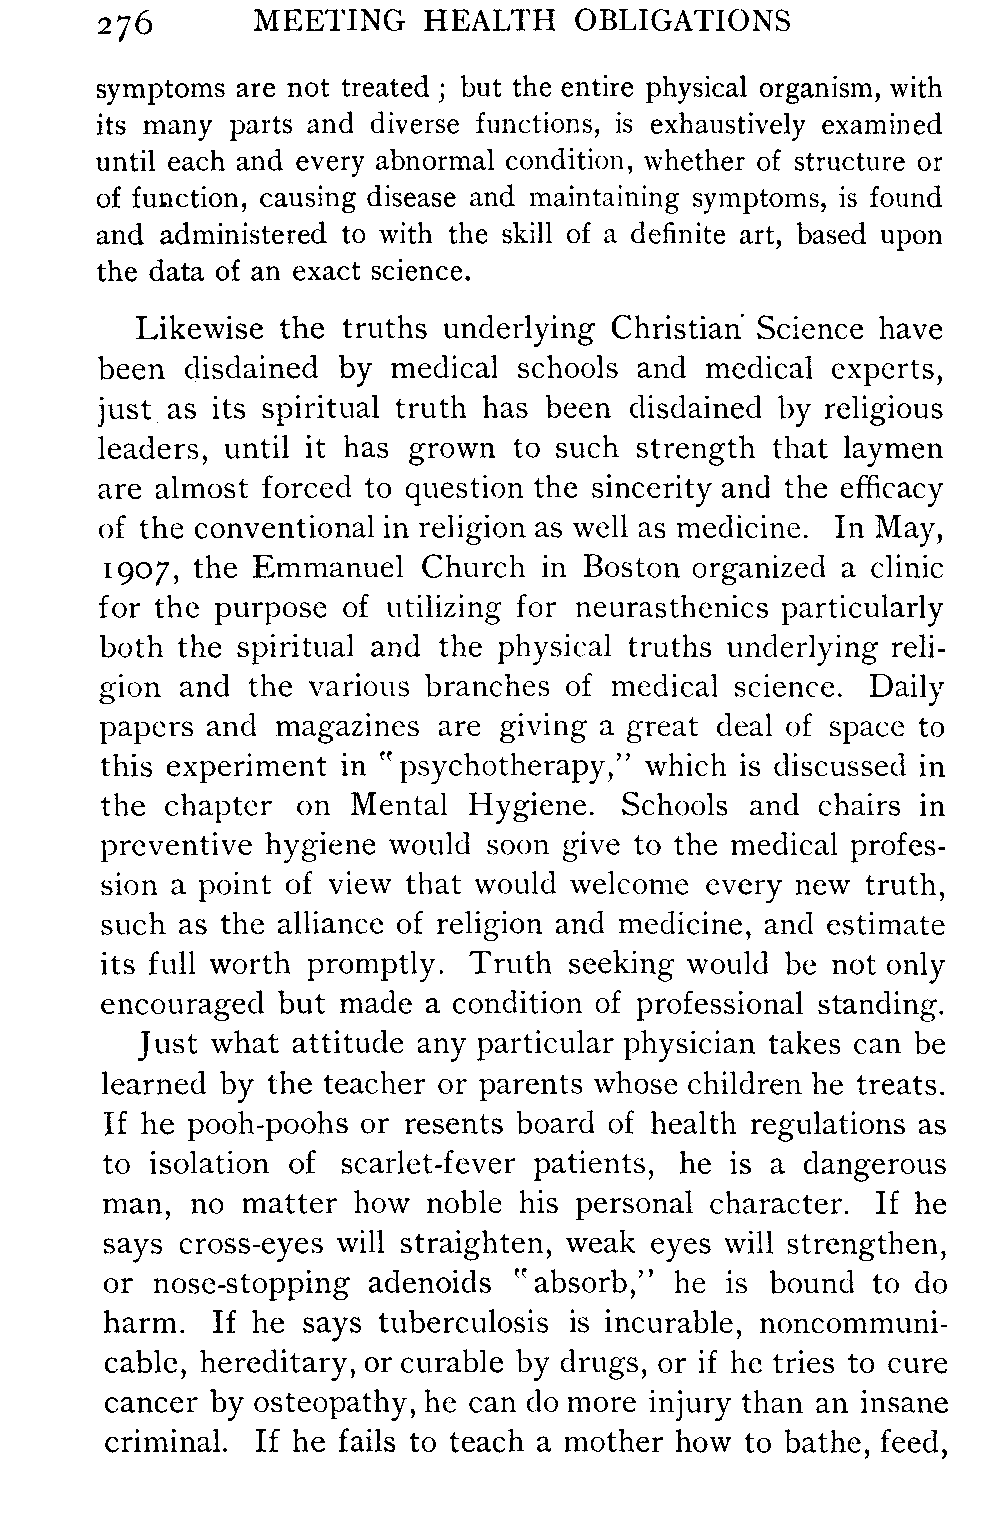 276 MEETING HEALTH OBLIGATIONS
symptoms are not treated ; but the entire physical organism, with
its many parts and diverse functions, is exhaustively examined
until each and every abnormal condition, whether of structure or
of function, causing disease and maintaining symptoms, is found
and administered to with the skill of a definite art, based upon
the data of an exact science.
Likewise the truths underlying Christian Science have
been disdained by medical schools and medical experts,
just as its spiritual truth has been disdained by religious
leaders, until it has grown to such strength that laymen
are almost forced to question the sincerity and the efficacy
of the conventional in religion as well as medicine. In May,
1907, the Emmanuel Church in Boston organized a clinic
for the purpose of utilizing for neurasthenics particularly
both the spiritual and the physical truths underlying reli-
gion and the various branches of medical science. Daily
papers and magazines are giving a great deal of space to
this experiment in "psychotherapy," which is discussed in
the chapter on Mental Hygiene. Schools and chairs in
preventive hygiene would soon give to the medical profes-
sion a point of view that would welcome every new truth,
such as the alliance of religion and medicine, and estimate
its full worth promptly. Truth seeking would be not only
encouraged but made a condition of professional standing.
Just what attitude any particular physician takes can be
learned by the teacher or parents whose children he treats.
If he pooh-poohs or resents board of health regulations as
to isolation of scarlet-fever patients, he is a dangerous
man, no matter how noble his personal character. If he
says cross-eyes will straighten, weak eyes will strengthen,
or nose-stopping adenoids "absorb," he is bound to do
harm. If he says tuberculosis is incurable, noncommuni-
cable, hereditary, or curable by drugs, or if he tries to cure
cancer by osteopathy, he can do more injury than an insane
criminal. If he fails to teach a mother how to bathe, feed,